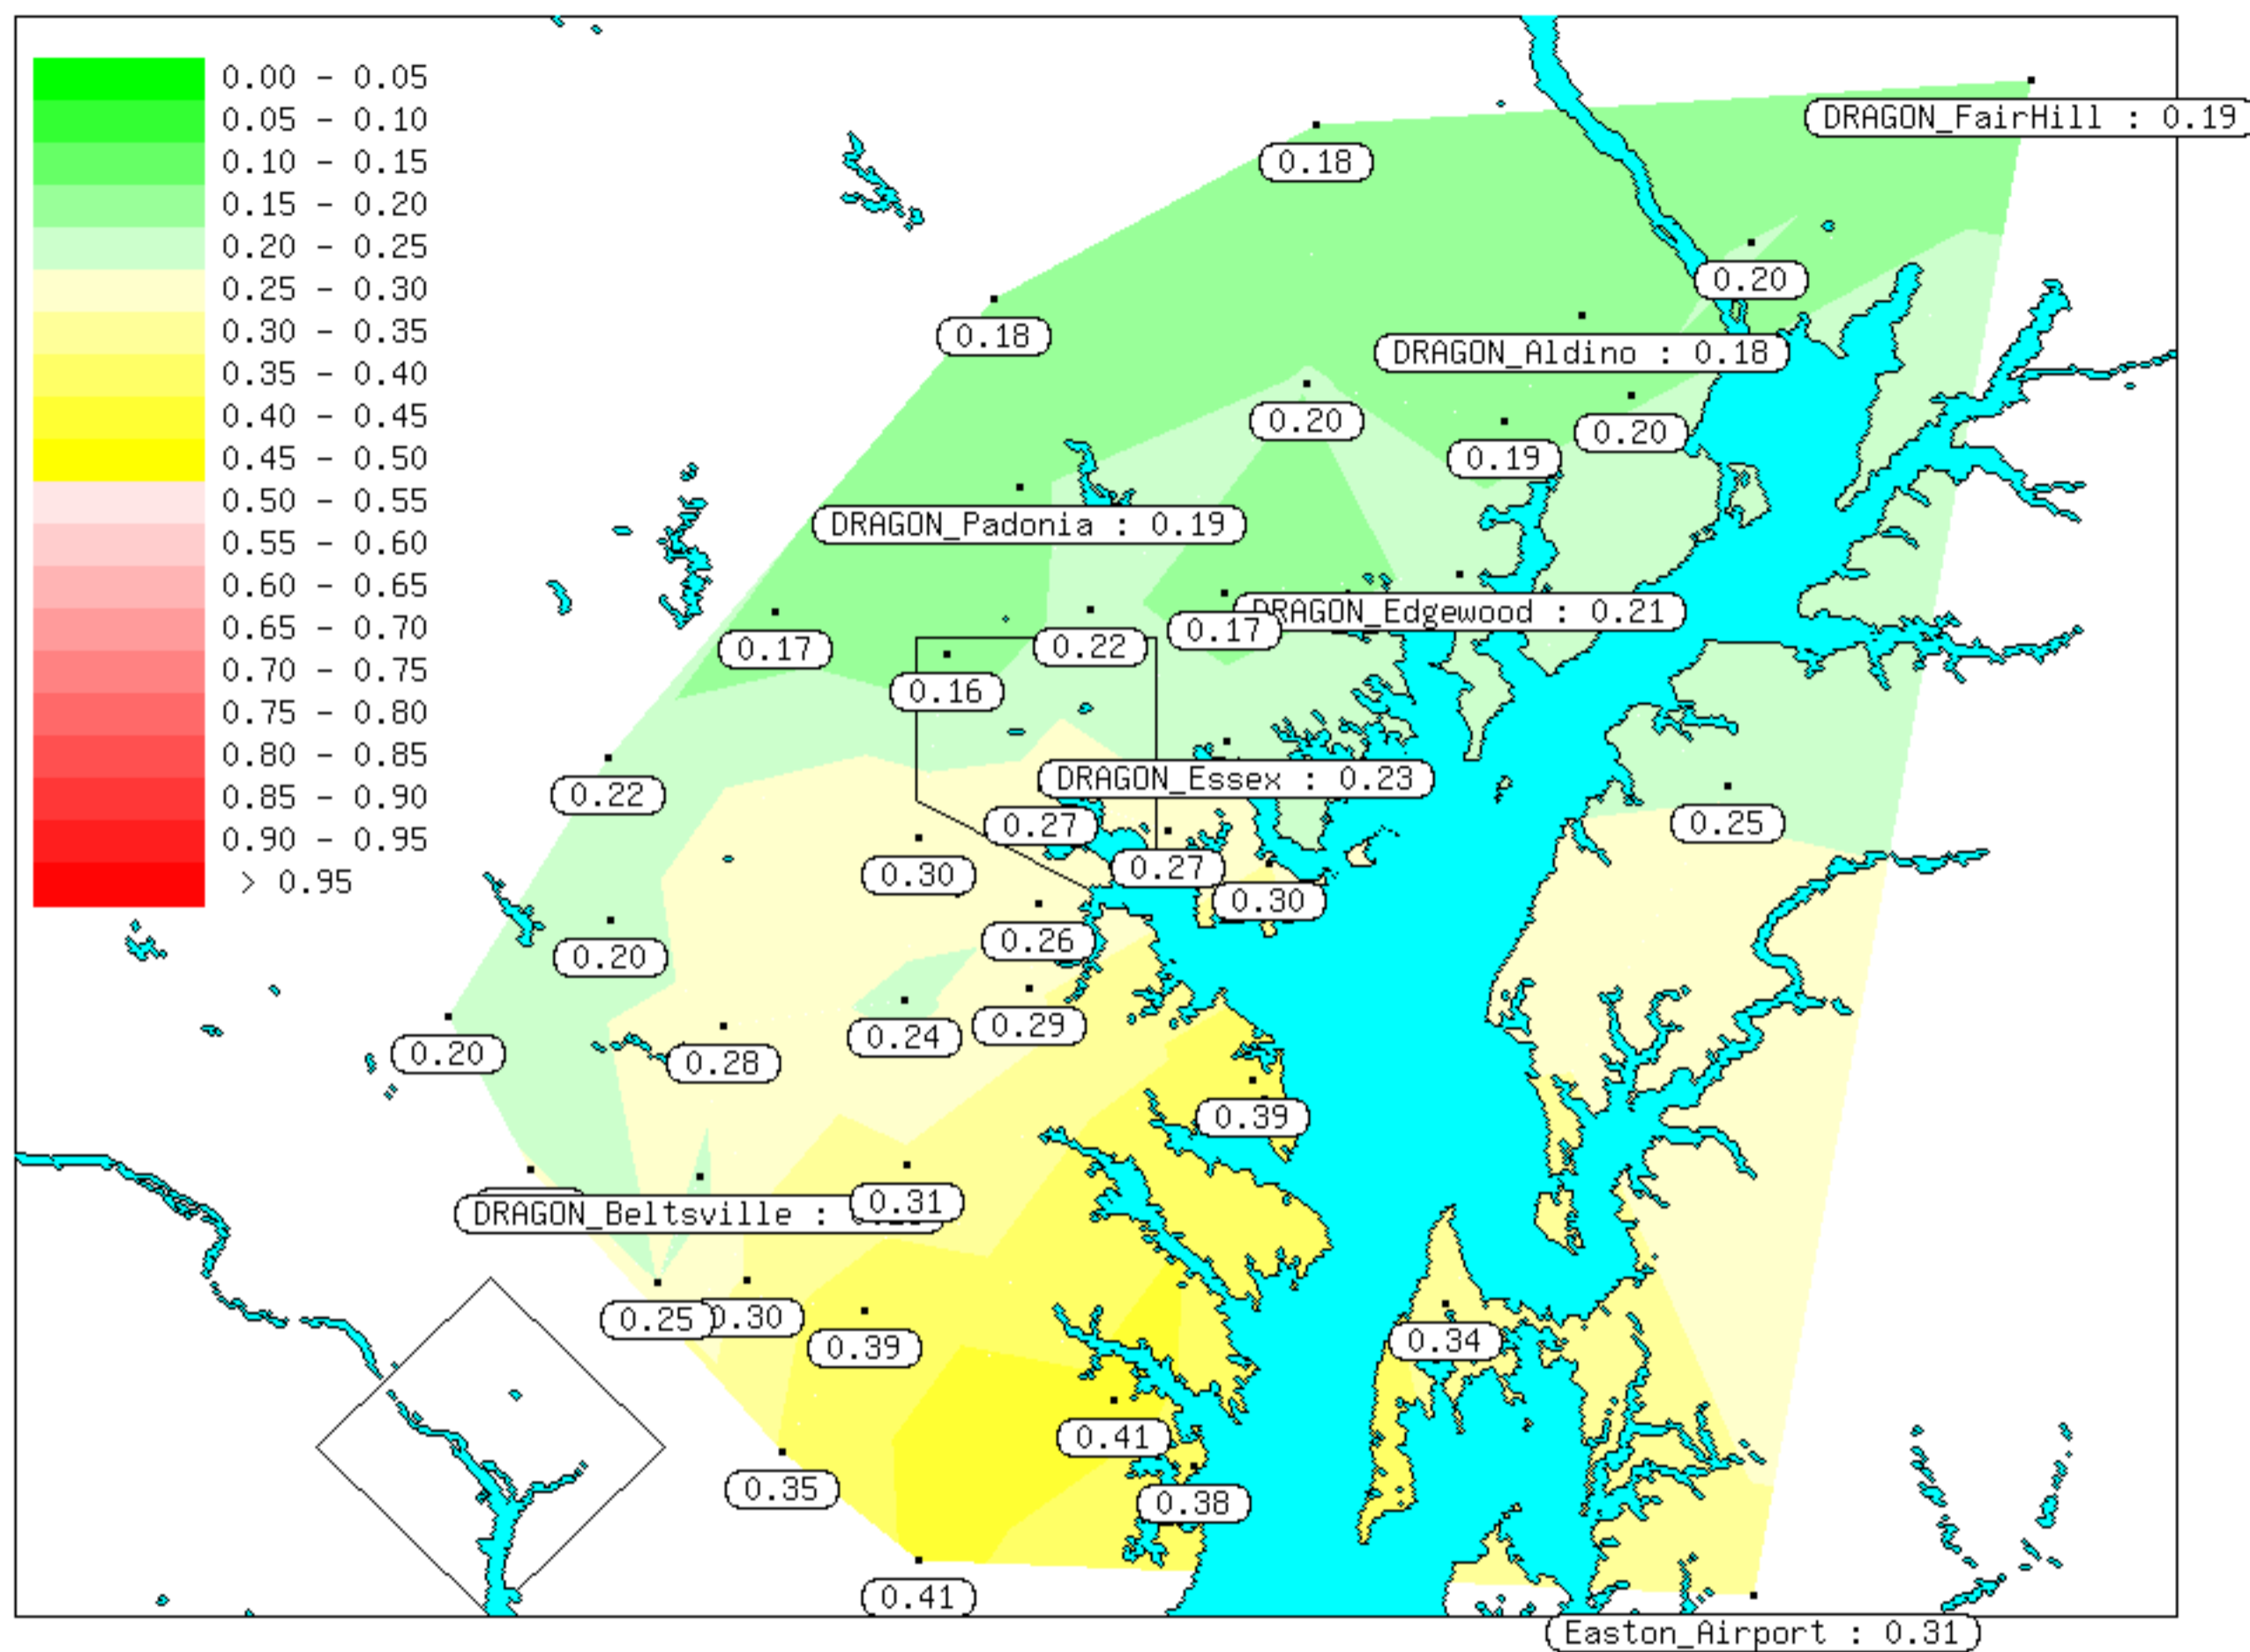 0.00 - 0.05
0.05 - 0.10
0.10 - 0.15
0.15 - 0.20
0.20 - 0.25
0.25 - 0.30
0.30 - 0.35
0.35 - 0.40
0.40 - 0.45
0.45 - 0.50
0.50 - 0.55
0.55 - 0.60
0.60 - 0.65
0.65 - 0.70
0.70 - 0.75
0.75 - 0.80
0.80 - 0.85
0.85 - 0.90
0.90 - 0.95
> 0.95
DRAGON_FairHill : 0.19
0.18
0.20
0.18
DRAGON_Aldino : 0.18
0.20
0.20
0.19
DRAGON_Padonia : 0.19
DRAGON_Edgewood : 0.21
0.17
0.22
0.17
0.16
DRAGON_Essex : 0.23
0.22
0.27
0.25
0.27
0.30
0.30
0.26
0.20
0.29
0.24
0.20
0.28
0.39
0.31
DRAGON_Beltsville :
0.25
0.30
0.39
0.34
0.41
0.35
0.38
0.41
Easton_Airport : 0.31